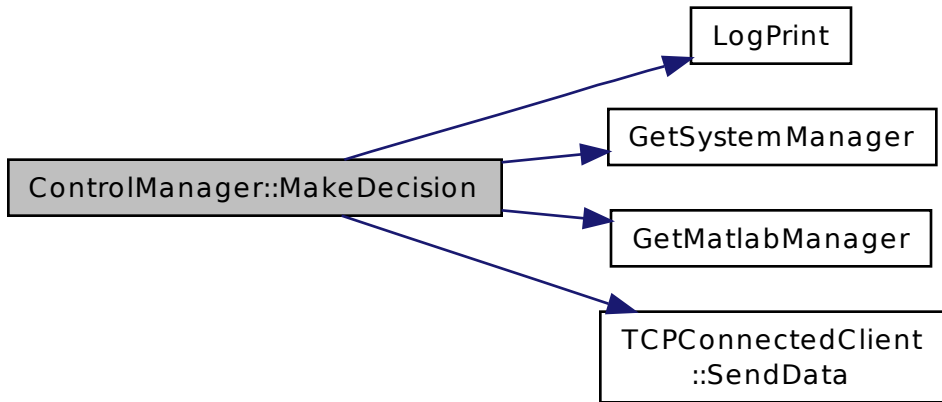 LogPrint
GetSystemManager
ControlManager::MakeDecision
GetMatlabManager
TCPConnectedClient
::SendData